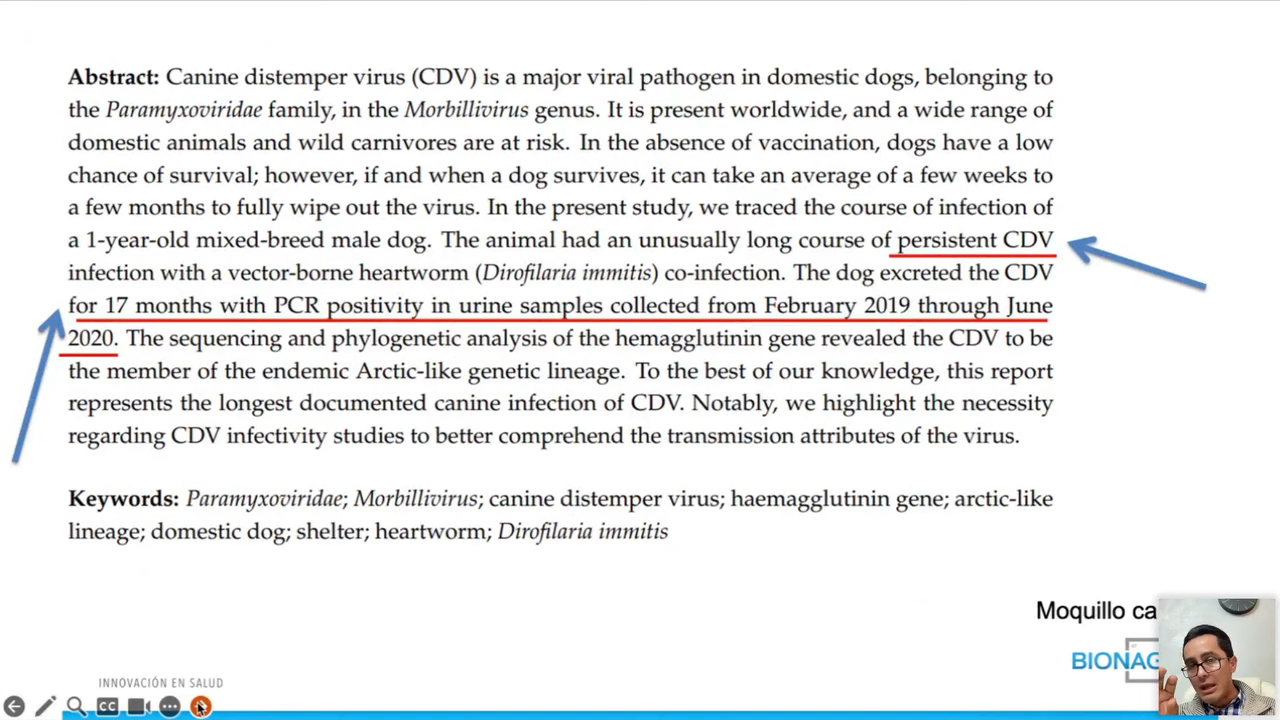 Abstract: Canine distemper virus (CDV) is a major viral pathogen in domestic dogs, belonging to
the Paramyxoviridae family, in the Morbillivirus genus. It is present worldwide, and a wide range of
domestic animals and wild carnivores are at risk. In the absence of vaccination, dogs have a low
chance of survival; however, if and when a dog survives, it can take an average of a few weeks to
a few months to fully wipe out the virus. In the present study, we traced the course of infection of
a 1-year-old mixed-breed male dog. The animal had an unusually long course of persistent CDV
infection with a vector-borne heartworm (Dirofilaria immitis) co-infection. The dog excreted the CDV
for 17 months with PCR positivity in urine samples collected from February 2019 through June
2020. The sequencing and phylogenetic analysis of the hemagglutinin gene revealed the CDV to be
the member of the endemic Arctic-like genetic lineage. To the best of our knowledge, this report
represents the longest documented canine infection of CDV. Notably, we highlight the necessity
regarding CDV infectivity studies to better comprehend the transmission attributes of the virus.
Keywords: Paramyxoviridae; Morbillivirus; canine distemper virus; haemagglutinin gene; arctic-like
lineage; domestic dog; shelter; heartworm; Dirofilaria immitis
Moquillo ca
BIONAG
INNOVACIÓN EN SALUD
CC